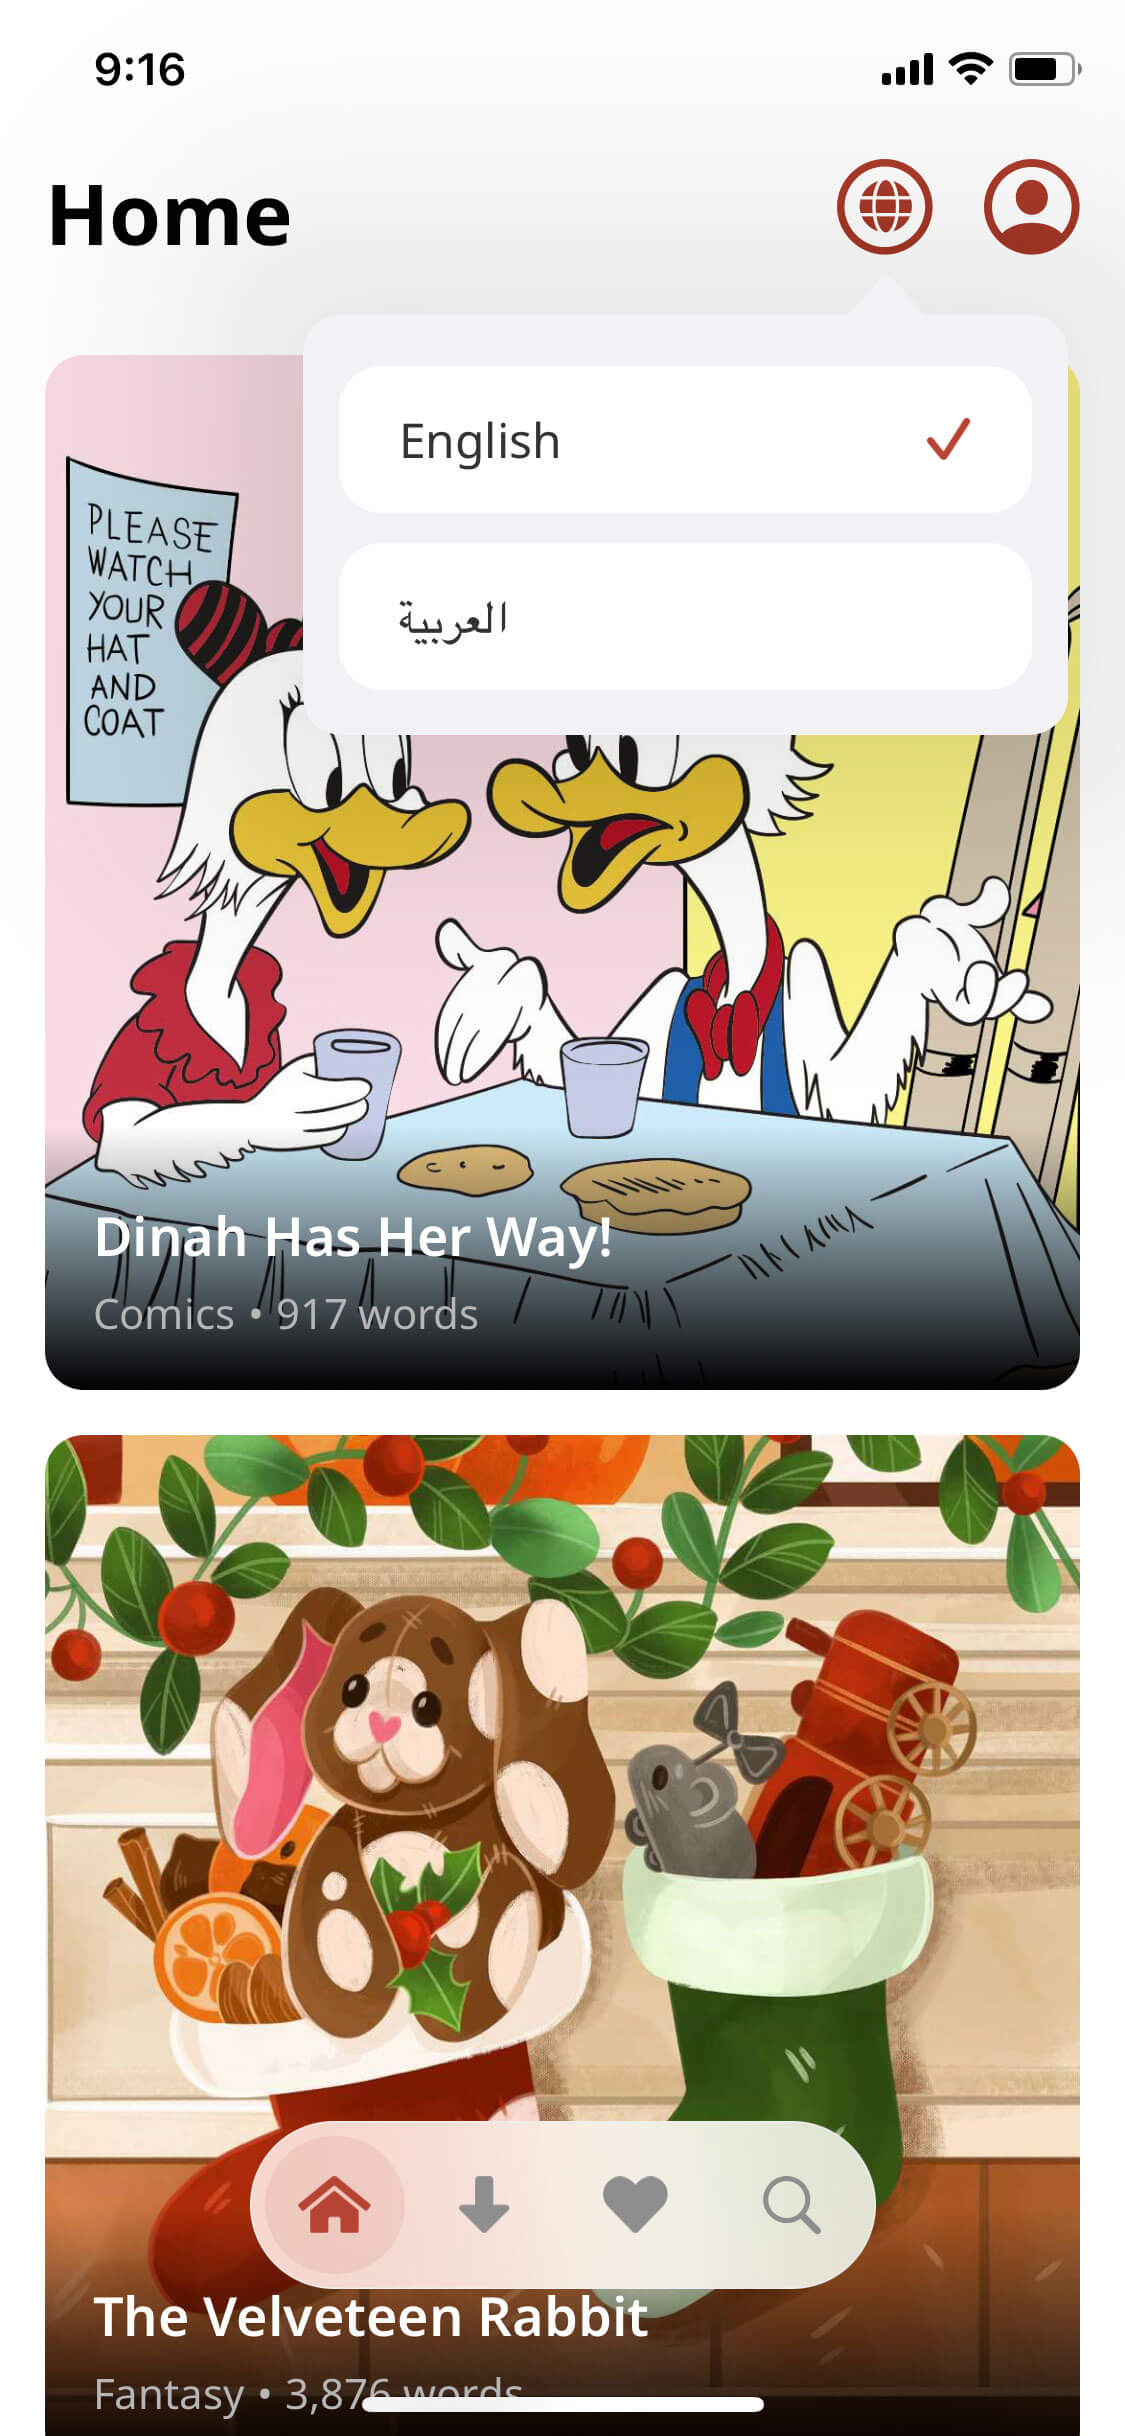 9:16
Home
English
العربية
PLEASE
WATCH
YOUR
HAT
AND
COAT
Dinah Has Her Way!
Comics • 917 words
The Velveteen Rabbit
Fantasy • 3,876 words